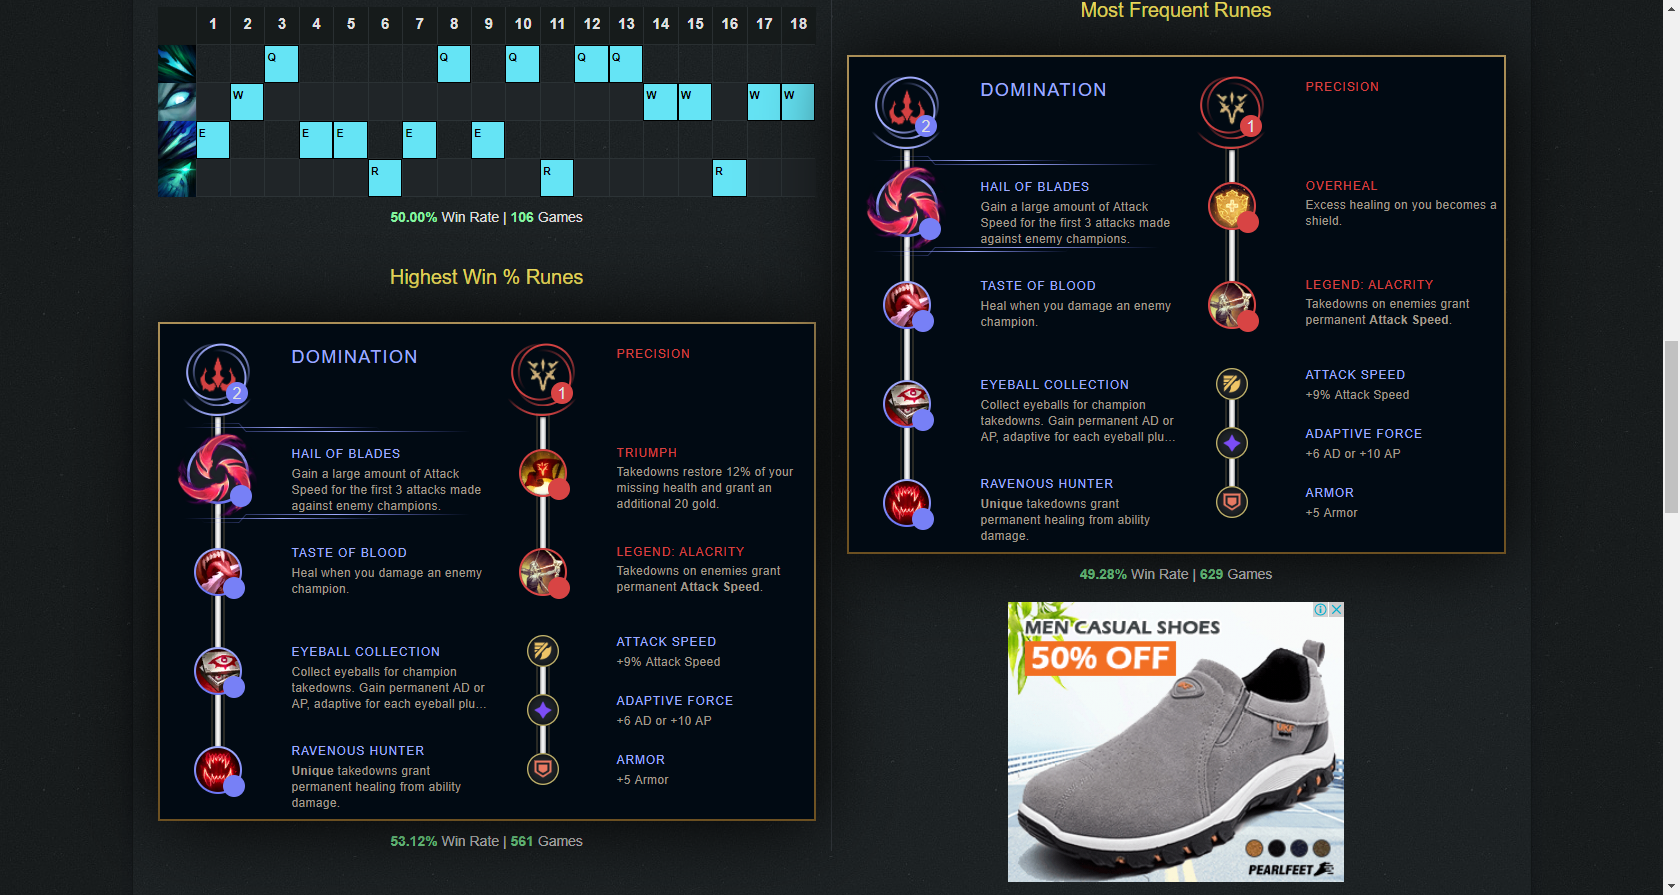 1 2 3 4 5 6 7 8 9 10 11 12 13 14 15 16 17 18
Q Q Q Q Q
W W W W W
E E E E E
R R R
50.00% Win Rate | 106 Games
Highest Win % Runes
2
DOMINATION
HAIL OF BLADES
Gain a large amount of Attack
Speed for the first 3 attacks made
against enemy champions.
TASTE OF BLOOD
Heal when you damage an enemy
champion.
EYEBALL COLLECTION
Collect eyeballs for champion
takedowns. Gain permanent AD or
AP, adaptive for each eyeball plu...
RAVENOUS HUNTER
Unique takedowns grant
permanent healing from ability
damage.
1
PRECISION
TRIUMPH
Takedowns restore 12% of your
missing health and grant an
additional 20 gold.
LEGEND: ALACRITY
Takedowns on enemies grant
permanent Attack Speed.
ATTACK SPEED
+9% Attack Speed
ADAPTIVE FORCE
+6 AD or +10 AP
ARMOR
+5 Armor
53.12% Win Rate | 561 Games
Most Frequent Runes
2
DOMINATION
HAIL OF BLADES
Gain a large amount of Attack
Speed for the first 3 attacks made
against enemy champions.
TASTE OF BLOOD
Heal when you damage an enemy
champion.
EYEBALL COLLECTION
Collect eyeballs for champion
takedowns. Gain permanent AD or
AP, adaptive for each eyeball plu...
RAVENOUS HUNTER
Unique takedowns grant
permanent healing from ability
damage.
1
PRECISION
OVERHEAL
Excess healing on you becomes a
shield.
LEGEND: ALACRITY
Takedowns on enemies grant
permanent Attack Speed.
ATTACK SPEED
+9% Attack Speed
ADAPTIVE FORCE
+6 AD or +10 AP
ARMOR
+5 Armor
49.28% Win Rate | 629 Games
MEN CASUAL SHOES
50% OFF
PEARLFEET